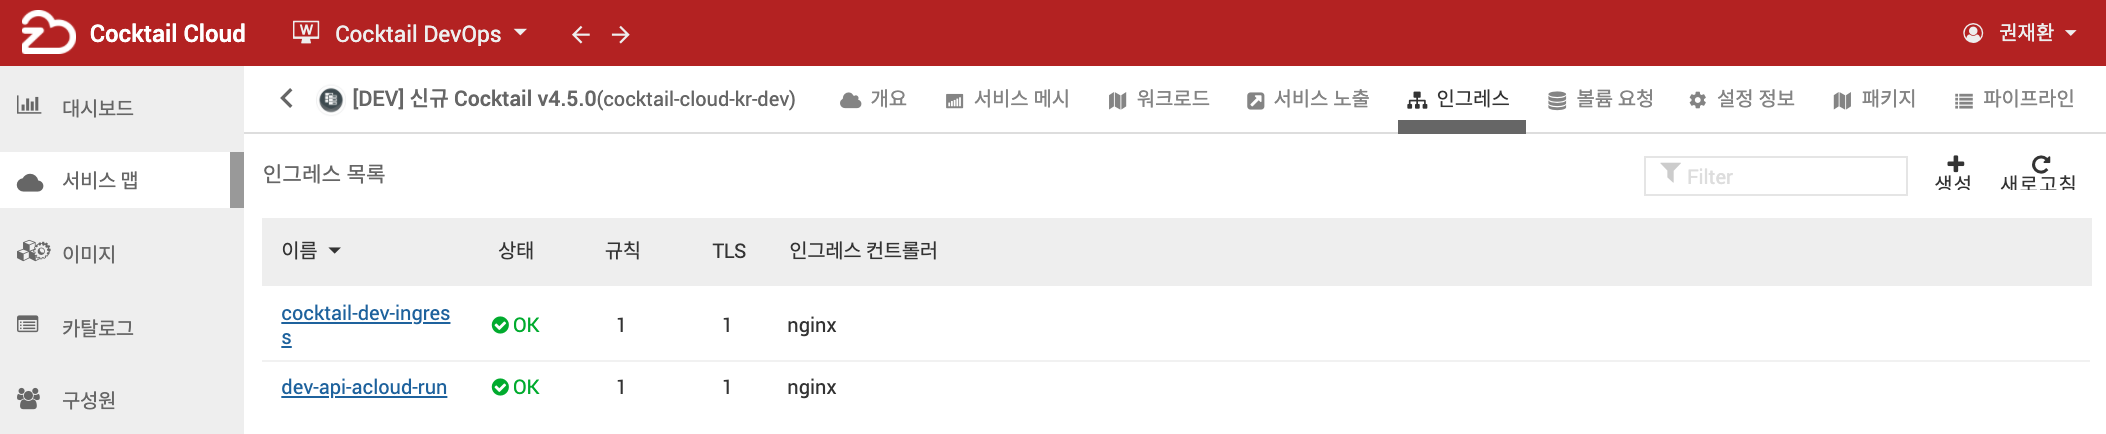 Cocktail Cloud
W
Cocktail DevOps
권재환
대시보드
서비스 맵
이미지
카탈로그
구성원
[DEV] 신규 Cocktail v4.5.0(cocktail-cloud-kr-dev)
개요
서비스 메시
워크로드
서비스 노출
인그레스
볼륨 요청
설정 정보
패키지
파이프라인
인그레스 목록
Filter
생성
새로고침
이름 상태 규칙 TLS 인그레스 컨트롤러
cocktail-dev-ingres
s
OK 1 1 nginx
dev-api-acloud-run OK 1 1 nginx